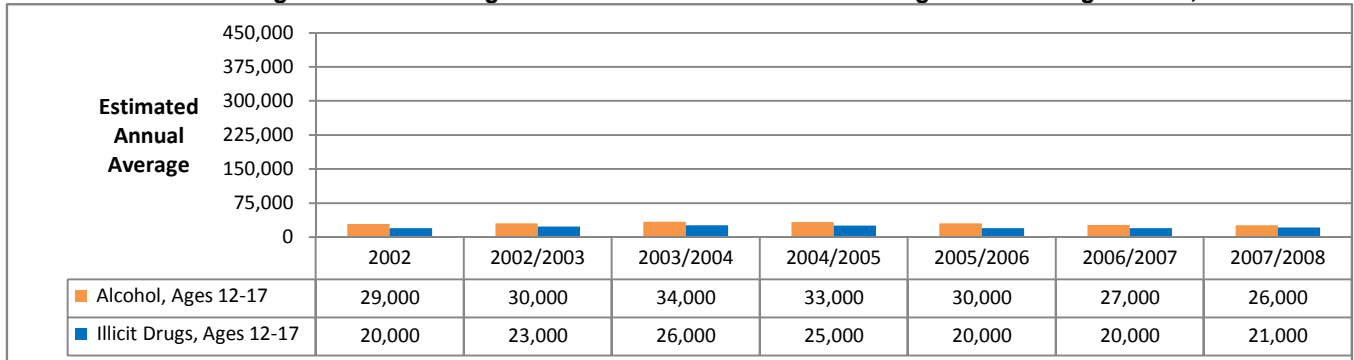 450,000
375,000
300,000
225,000
150,000
75,000
0
Estimated
Annual
Average
2002 2002/2003 2003/2004 2004/2005 2005/2006 2006/2007 2007/2008
Alcohol, Ages 12-17 29,000 30,000 34,000 33,000 30,000 27,000 26,000
Illicit Drugs, Ages 12-17 20,000 23,000 26,000 25,000 20,000 20,000 21,000